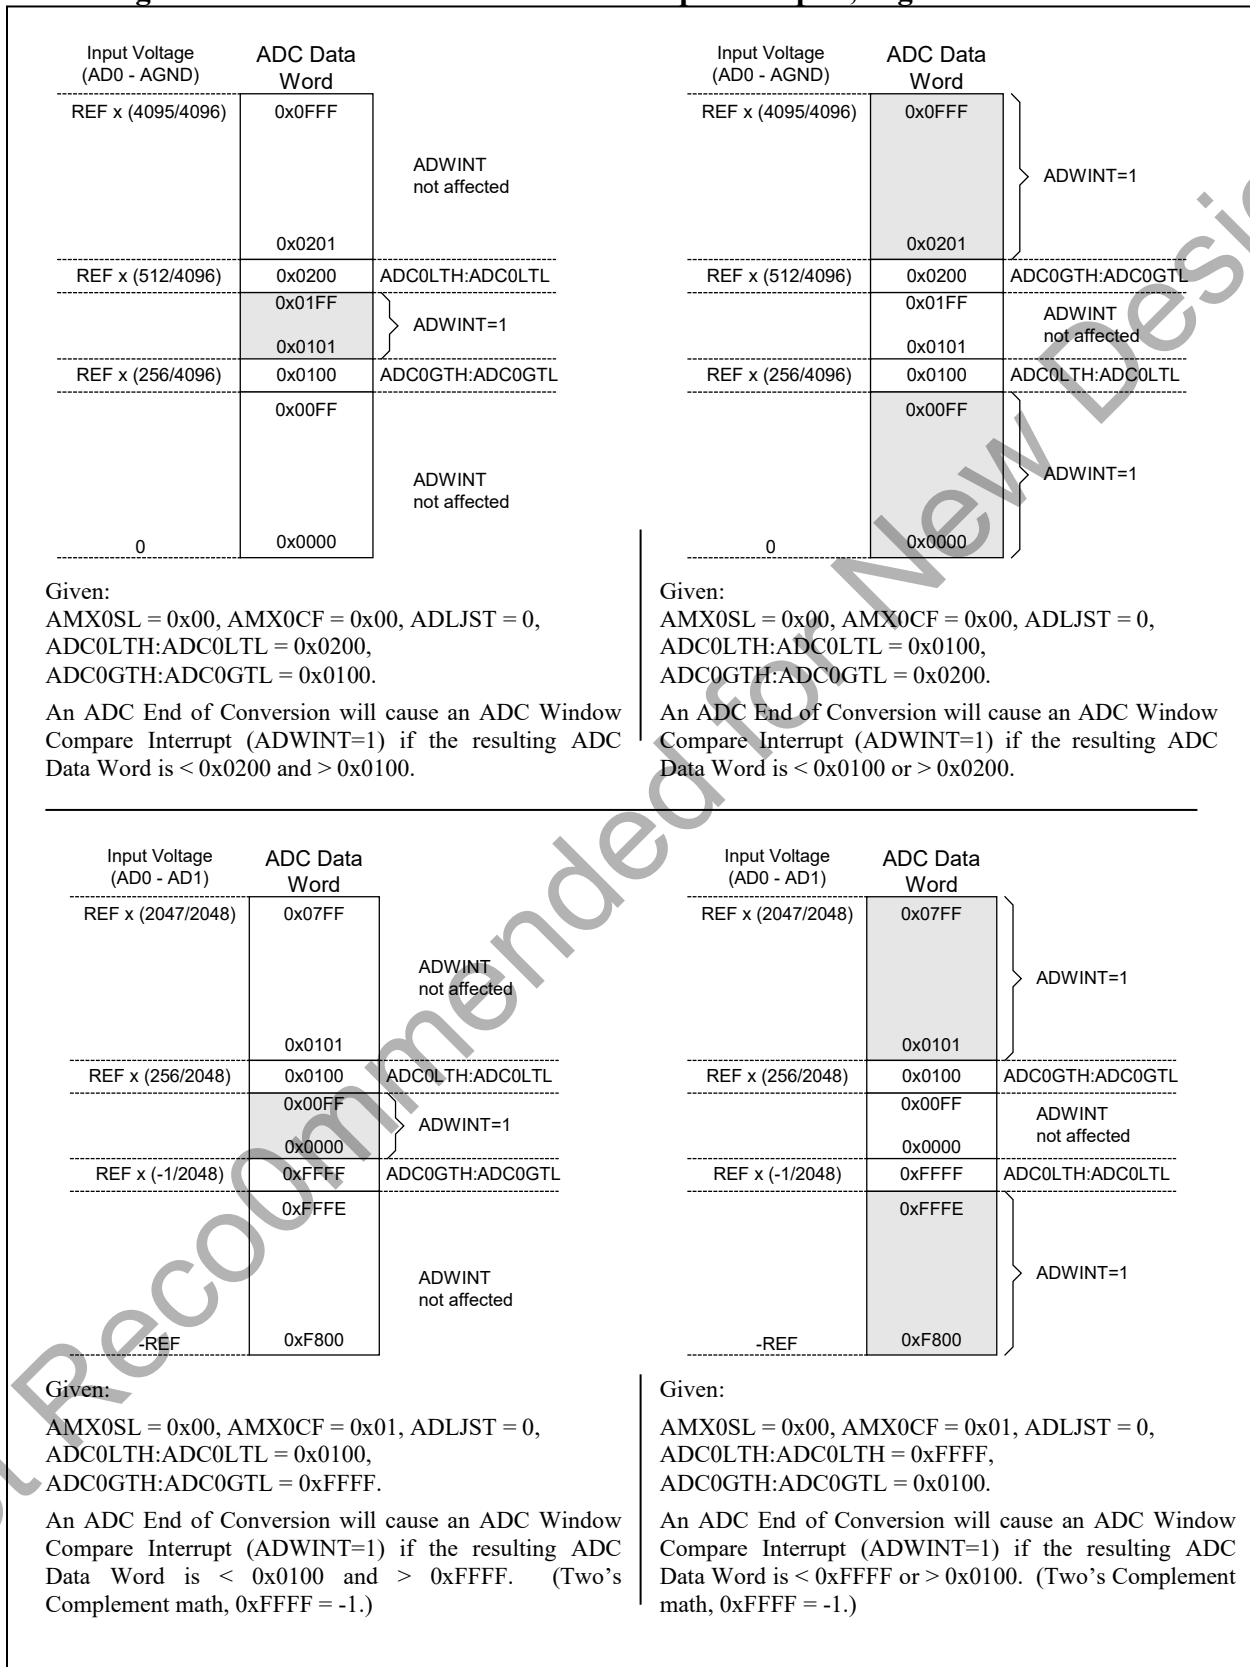 Input Voltage
(AD0 - AGND)
ADC Data
Word
REF x (4095/4096)
0x0FFF
ADWINT
not affected
0x0201
REF x (512/4096)
0x0200
ADC0LTH:ADC0LTL
0x01FF
ADWINT=1
0x0101
REF x (256/4096)
0x0100
ADC0GTH:ADC0GTL
0x00FF
ADWINT
not affected
0
0x0000
Given:
AMX0SL = 0x00, AMX0CF = 0x00, ADLJST = 0,
ADC0LTH:ADC0LTL = 0x0200,
ADC0GTH:ADC0GTL = 0x0100.
An ADC End of Conversion will cause an ADC Window
Compare Interrupt (ADWINT=1) if the resulting ADC
Data Word is < 0x0200 and > 0x0100.
Input Voltage
(AD0 - AGND)
ADC Data
Word
REF x (4095/4096)
0x0FFF
ADWINT=1
0x0201
REF x (512/4096)
0x0200
ADC0GTH:ADC0GTL
0x01FF
ADWINT
not affected
0x0101
REF x (256/4096)
0x0100
ADC0LTH:ADC0LTL
0x00FF
ADWINT=1
0
0x0000
Given:
AMX0SL = 0x00, AMX0CF = 0x00, ADLJST = 0,
ADC0LTH:ADC0LTL = 0x0100,
ADC0GTH:ADC0GTL = 0x0200.
An ADC End of Conversion will cause an ADC Window
Compare Interrupt (ADWINT=1) if the resulting ADC
Data Word is < 0x0100 or > 0x0200.
Input Voltage
(AD0 - AD1)
ADC Data
Word
REF x (2047/2048)
0x07FF
ADWINT
not affected
0x0101
REF x (256/2048)
0x0100
ADC0LTH:ADC0LTL
0x00FF
ADWINT=1
0x0000
REF x (-1/2048)
0xFFFF
ADC0GTH:ADC0GTL
0xFFFE
ADWINT
not affected
-REF
0xF800
Given:
AMX0SL = 0x00, AMX0CF = 0x01, ADLJST = 0,
ADC0LTH:ADC0LTL = 0x0100,
ADC0GTH:ADC0GTL = 0xFFFF.
An ADC End of Conversion will cause an ADC Window
Compare Interrupt (ADWINT=1) if the resulting ADC
Data Word is < 0x0100 and > 0xFFFF. (Two's
Complement math, 0xFFFF = -1.)
Input Voltage
(AD0 - AD1)
ADC Data
Word
REF x (2047/2048)
0x07FF
ADWINT=1
0x0101
REF x (256/2048)
0x0100
ADC0GTH:ADC0GTL
0x00FF
ADWINT
not affected
0x0000
REF x (-1/2048)
0xFFFF
ADC0LTH:ADC0LTL
0xFFFE
ADWINT=1
-REF
0xF800
Given:
AMX0SL = 0x00, AMX0CF = 0x01, ADLJST = 0,
ADC0LTH:ADC0LTH = 0xFFFF,
ADC0GTH:ADC0GTL = 0x0100.
An ADC End of Conversion will cause an ADC Window
Compare Interrupt (ADWINT=1) if the resulting ADC
Data Word is < 0xFFFF or > 0x0100. (Two's Complement
math, 0xFFFF = -1.)
Reco0mmended for New Desig